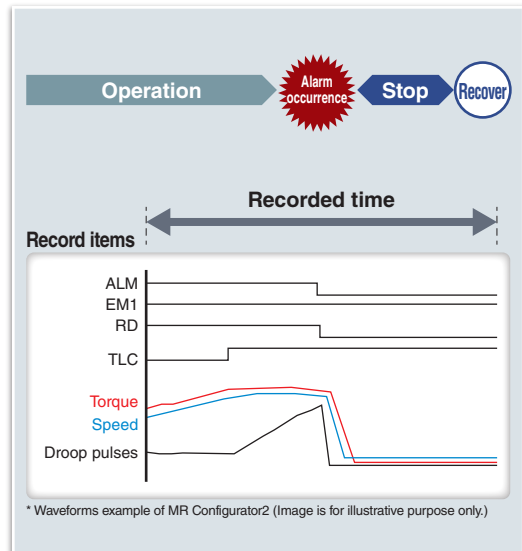 Operation
Alarm
occurrence
Stop
Recover
Recorded time
Record items
ALM
EM1
RD
TLC
Torque
Speed
Droop pulses
* Waveforms example of MR Configurator2 (Image is for illustrative purpose only.)